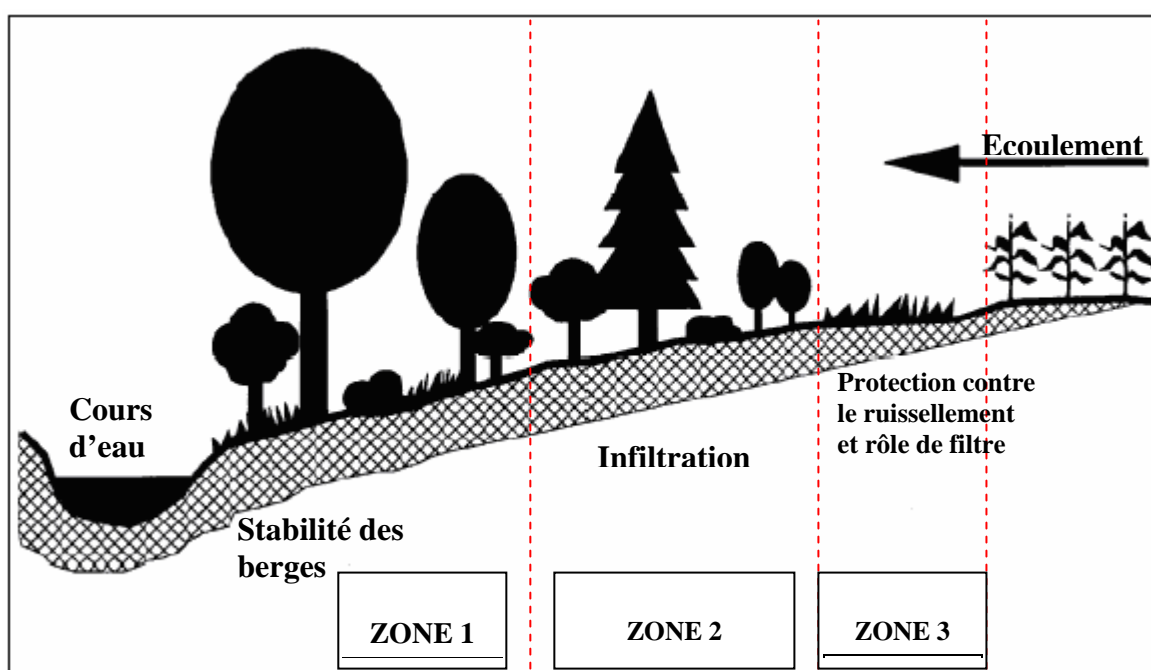 Ecoulement
Cours
d'eau
Protection contre
le ruissellement
et rôle de filtre
Infiltration
Stabilité des
berges
ZONE 1
ZONE 2
ZONE 3